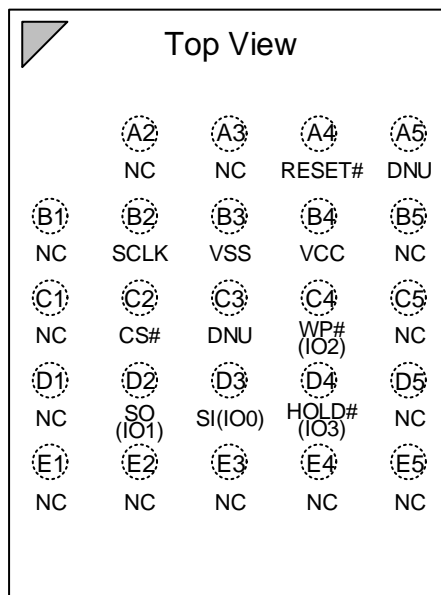 Top View
A2 A3 A4 A5
NC NC RESET# DNU
B1 B2 B3 B4 B5
NC SCLK VSS VCC NC
C1 C2 C3 C4 C5
NC CS# DNU WP# NC
(IO2)
D1 D2 D3 D4 D5
NC SO SI(IO0) HOLD# NC
(IO1) (IO3)
E1 E2 E3 E4 E5
NC NC NC NC NC